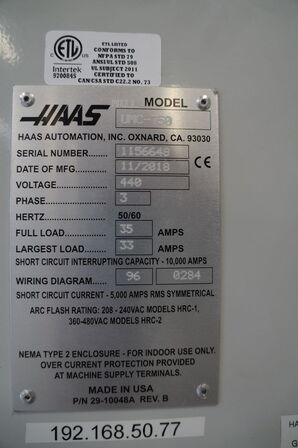 ETL LISTED
CONFORMS TO
NFPA STD 79
ANSI/UL STD 508
UL SUBJECT 2011
CERTIFIED TO
CAN/CSA STD C22.2 NO. 73
ETL
Intertek
9700845
HAAS
MODEL
UMC-750
HAAS AUTOMATION, INC. OXNARD, CA. 93030
SERIAL NUMBER........ 1156648
DATE OF MFG............ 11/2018
VOLTAGE.................. 440
PHASE...................... 3
HERTZ 50/60
FULL LOAD............... 35 AMPS
LARGEST LOAD........ 33 AMPS
SHORT CIRCUIT INTERRUPTING CAPACITY - 10,000 AMPS
WIRING DIAGRAM...... 96 0284
SHORT CIRCUIT CURRENT - 5,000 AMPS RMS SYMMETRICAL
ARC FLASH RATING: 208 - 240VAC MODELS HRC-1,
360-480VAC MODELS HRC-2
NEMA TYPE 2 ENCLOSURE - FOR INDOOR USE ONLY.
OVER CURRENT PROTECTION PROVIDED
AT MACHINE SUPPLY TERMINALS.
MADE IN USA
P/N 29-10048A REV. B
192.168.50.77